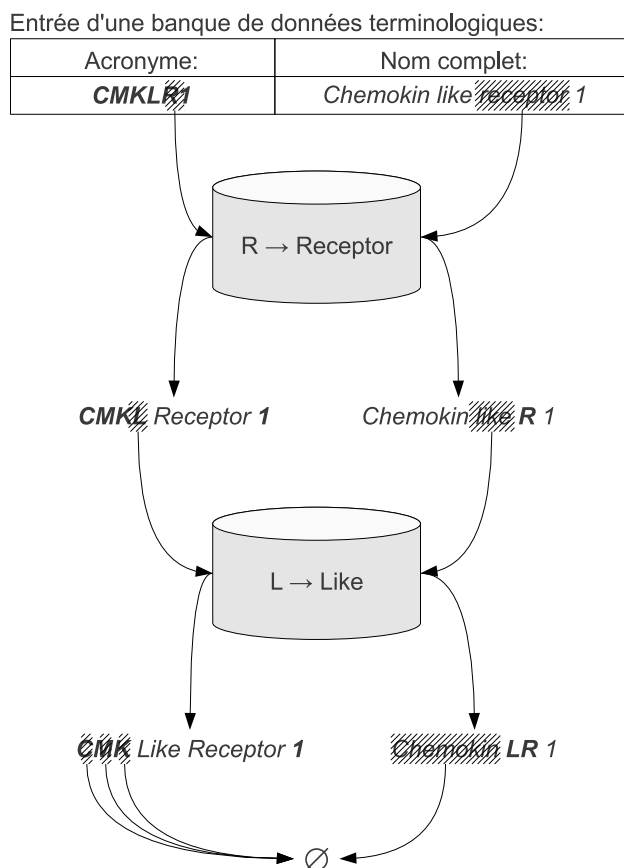 Entrée d'une banque de données terminologiques:
Acronyme: Nom complet:
CMKLR1 Chemokin like receptor 1
R → Receptor
CMKL Receptor 1 Chemokin like R 1
L → Like
CMK Like Receptor 1 Chemokin LR 1
∅